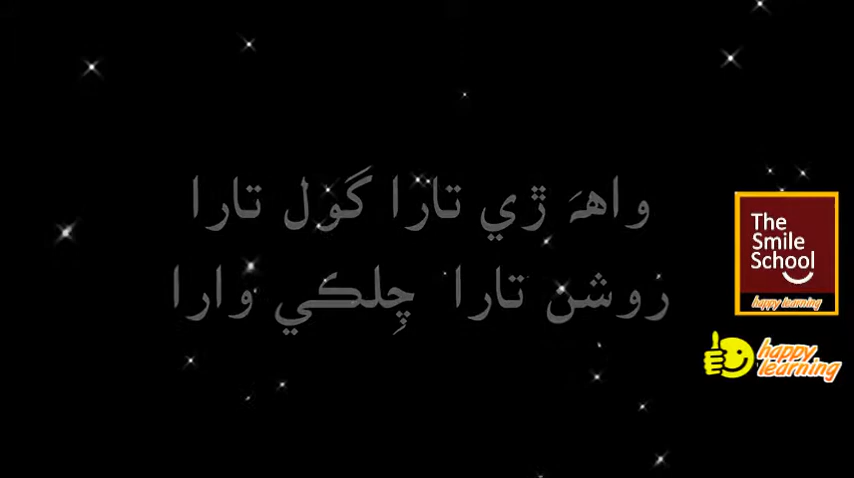 واهَہ ڙي تارا گول تارا
روشن تارا چِلڪي وارا
The
Smile
School
happy learning
happy
learning